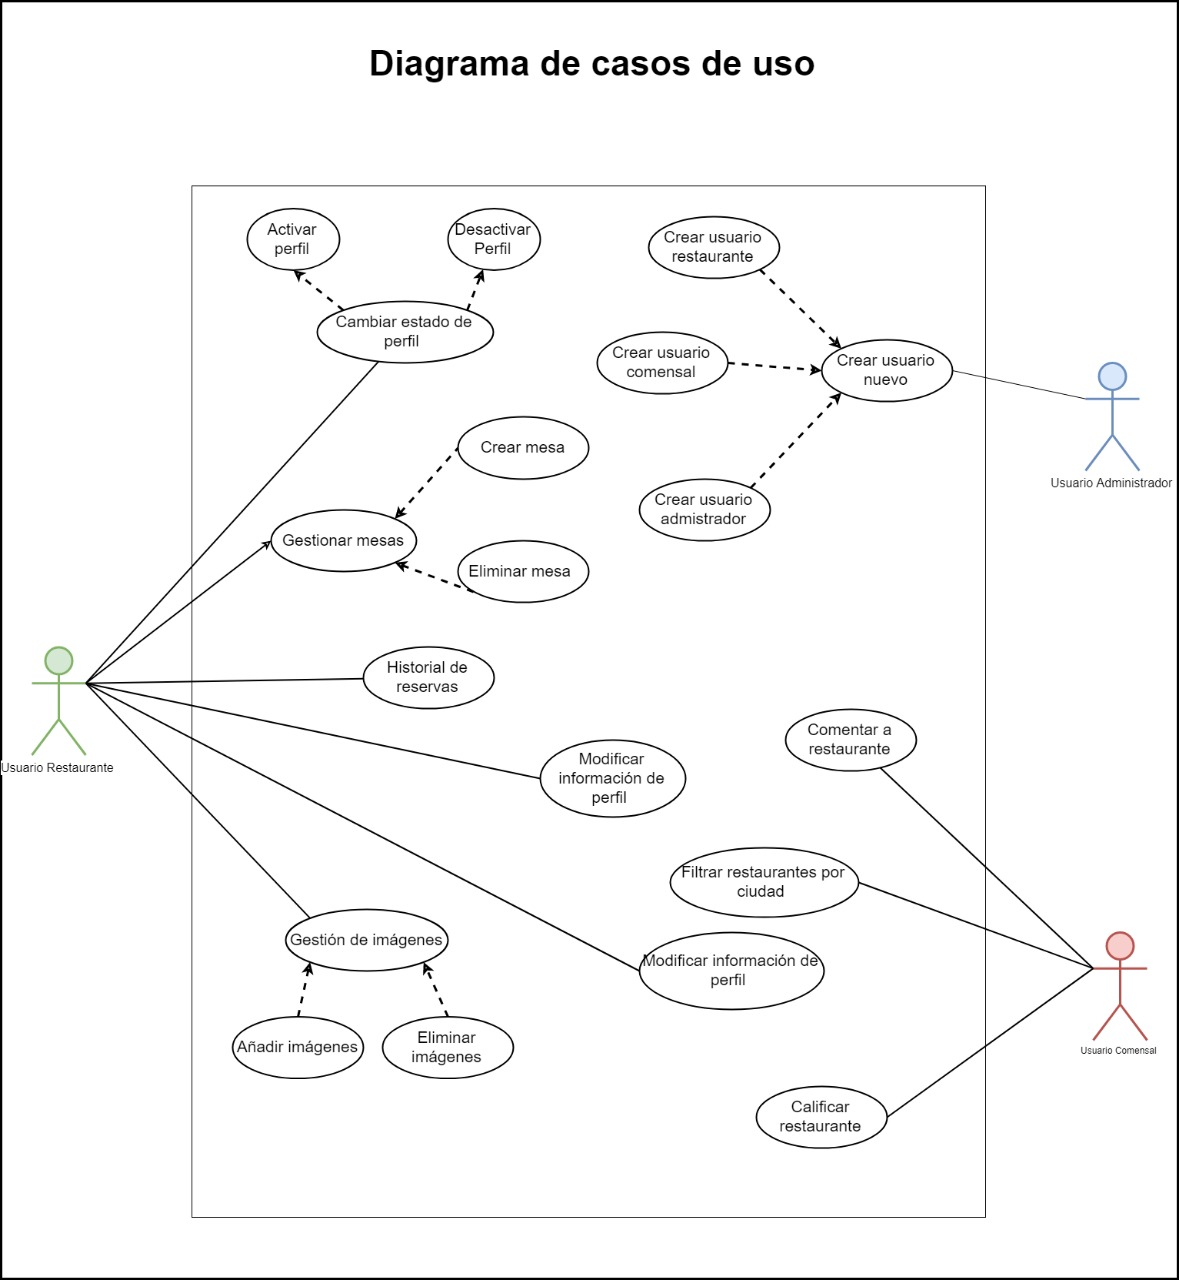 Diagrama de casos de uso
Activar
perfil
Desactivar
Perfil
Cambiar estado de
perfil
Crear usuario
restaurante
Crear usuario
comensal
Crear usuario
nuevo
Crear usuario
admistrador
Usuario Administrador
Crear mesa
Gestionar mesas
Eliminar mesa
Historial de
reservas
Usuario Restaurante
Modificar
información de
perfil
Comentar a
restaurante
Filtrar restaurantes por
ciudad
Gestión de imágenes
Modificar información de
perfil
Añadir imágenes
Eliminar
imágenes
Usuario Comensal
Calificar
restaurante